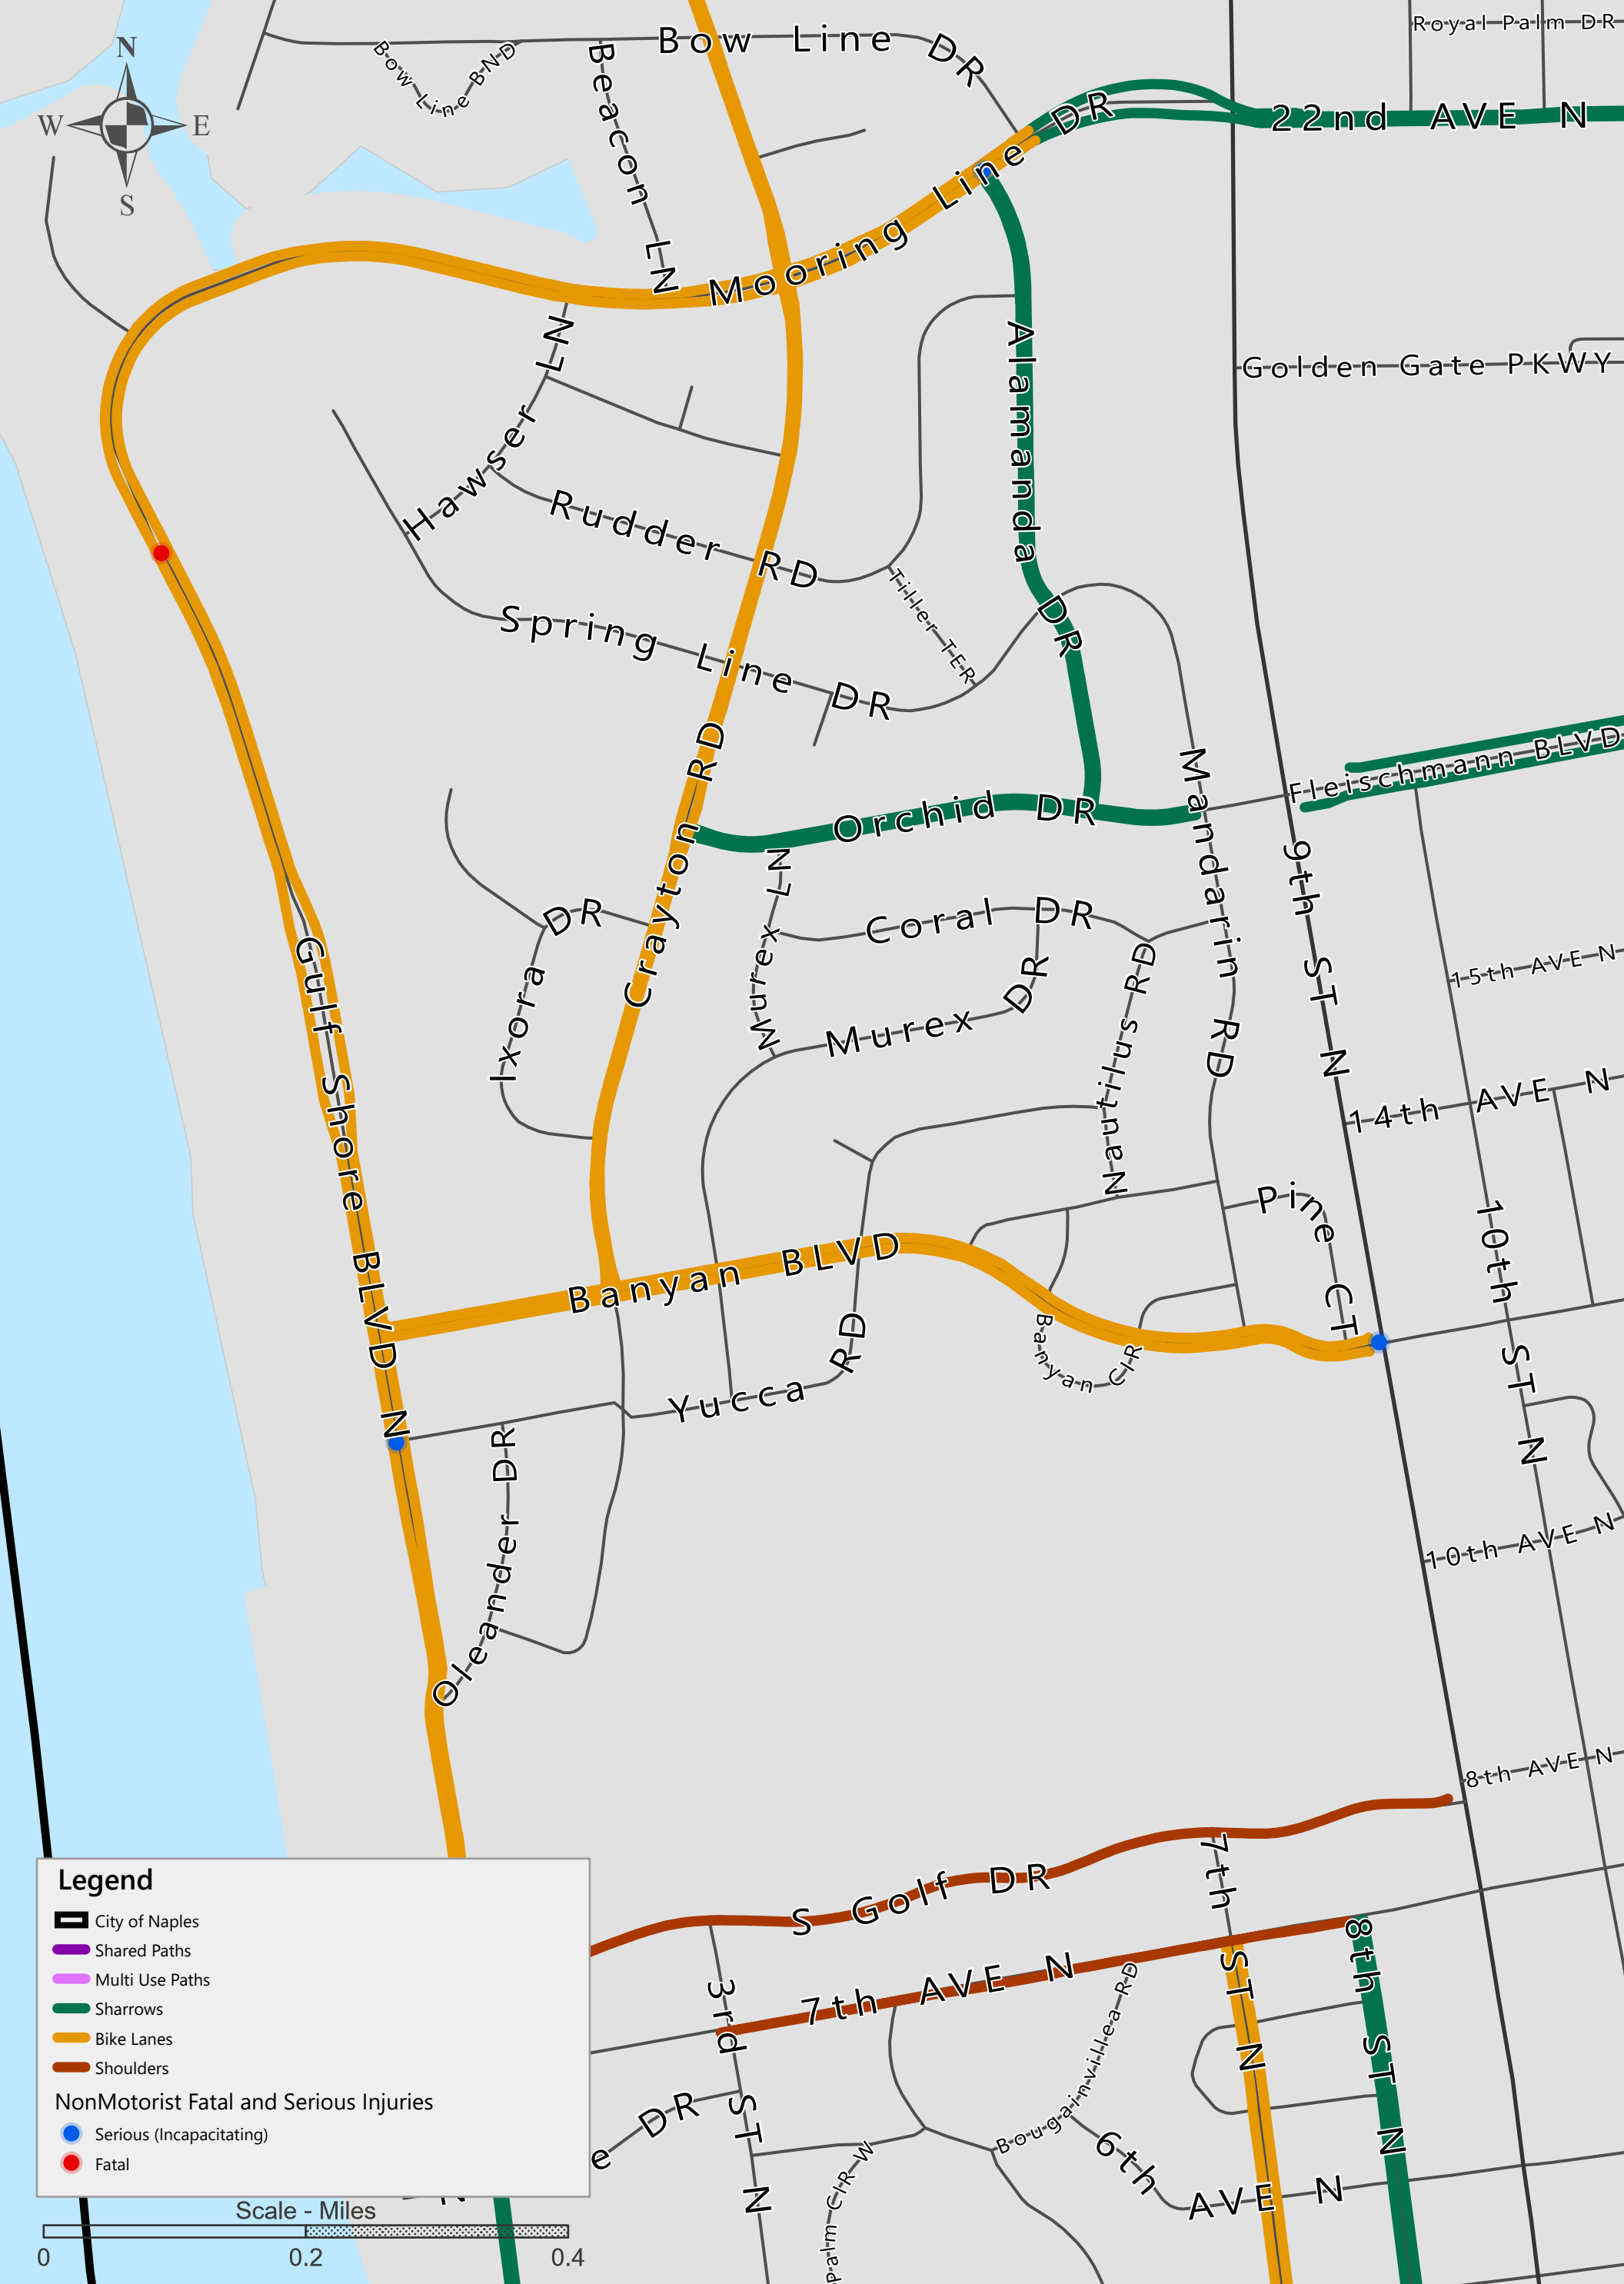 N
W
E
S
Royal Palm DR
Bow Line BND
Beacon LN
Bow Line DR
22nd AVE N
Mooring Line DR
Golden Gate PKWY
Hawser LN
Alamanda DR
Rudder RD
Tiller TER
Spring Line DR
Crayton RD
Orchid DR
Fleischmann BLVD
Mandarin RD
9th ST N
Murex LN
Coral DR
Ixora DR
Murex DR
Nautilus RD
15th AVE N
14th AVE N
Gulf Shore BLVD N
Pine CT
10th ST N
Banyan BLVD
Banyan CIR
Yucca RD
Oleander DR
10th AVE N
8th AVE N
S Golf DR
7th ST N
8th ST N
7th AVE N
3rd ST N
Bougainvillea RD
6th AVE N
e DR
Palm CIR W
N
Legend
City of Naples
Shared Paths
Multi Use Paths
Sharrows
Bike Lanes
Shoulders
NonMotorist Fatal and Serious Injuries
Serious (Incapacitating)
Fatal
Scale - Miles
0
0.2
0.4